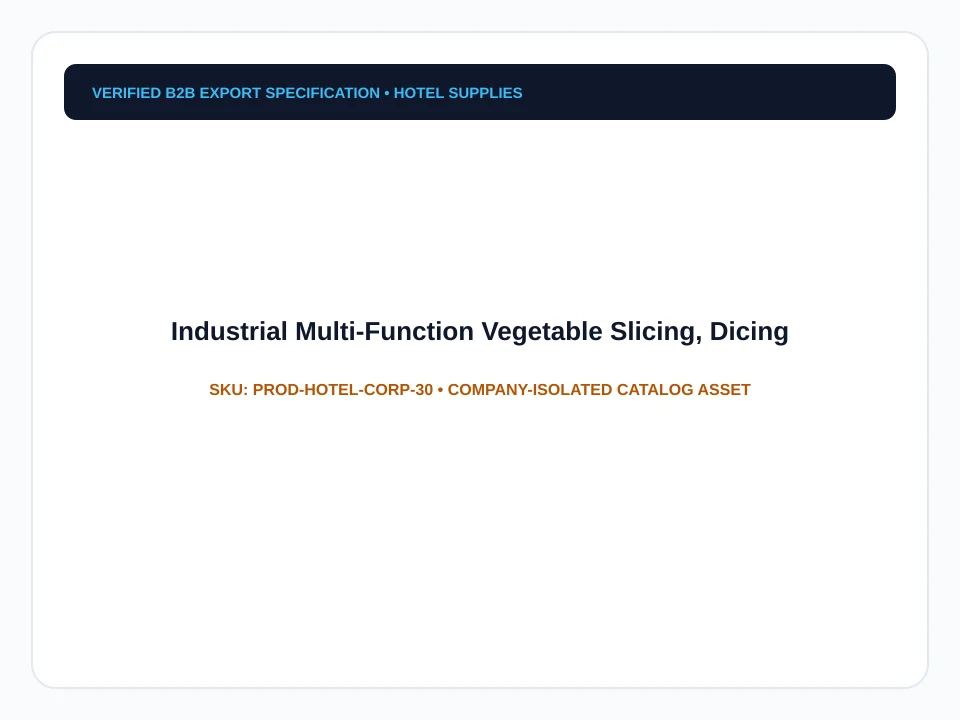 VERIFIED B2B EXPORT SPECIFICATION • HOTEL SUPPLIES
Industrial Multi-Function Vegetable Slicing, Dicing
SKU: PROD-HOTEL-CORP-30 • COMPANY-ISOLATED CATALOG ASSET